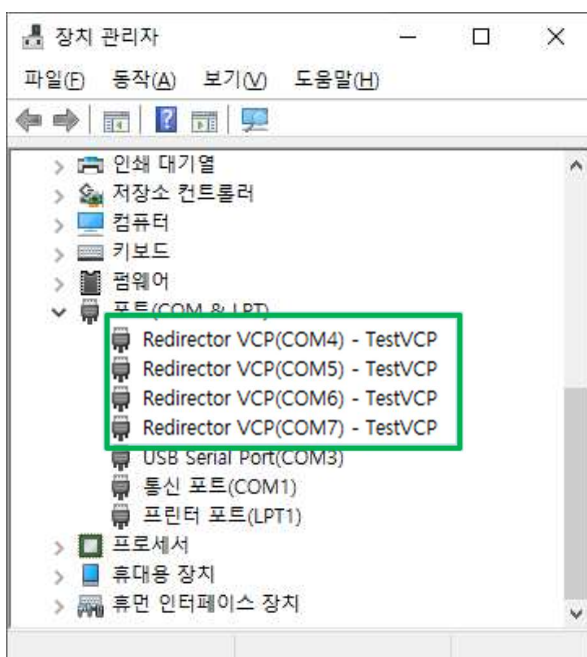 장치 관리자
파일(F) 동작(A) 보기(V) 도움말(H)
인쇄 대기열
저장소 컨트롤러
컴퓨터
키보드
펌웨어
포트(COM & LPT)
Redirector VCP(COM4) - TestVCP
Redirector VCP(COM5) - TestVCP
Redirector VCP(COM6) - TestVCP
Redirector VCP(COM7) - TestVCP
USB Serial Port(COM3)
통신 포트(COM1)
프린터 포트(LPT1)
프로세서
휴대용 장치
휴먼 인터페이스 장치